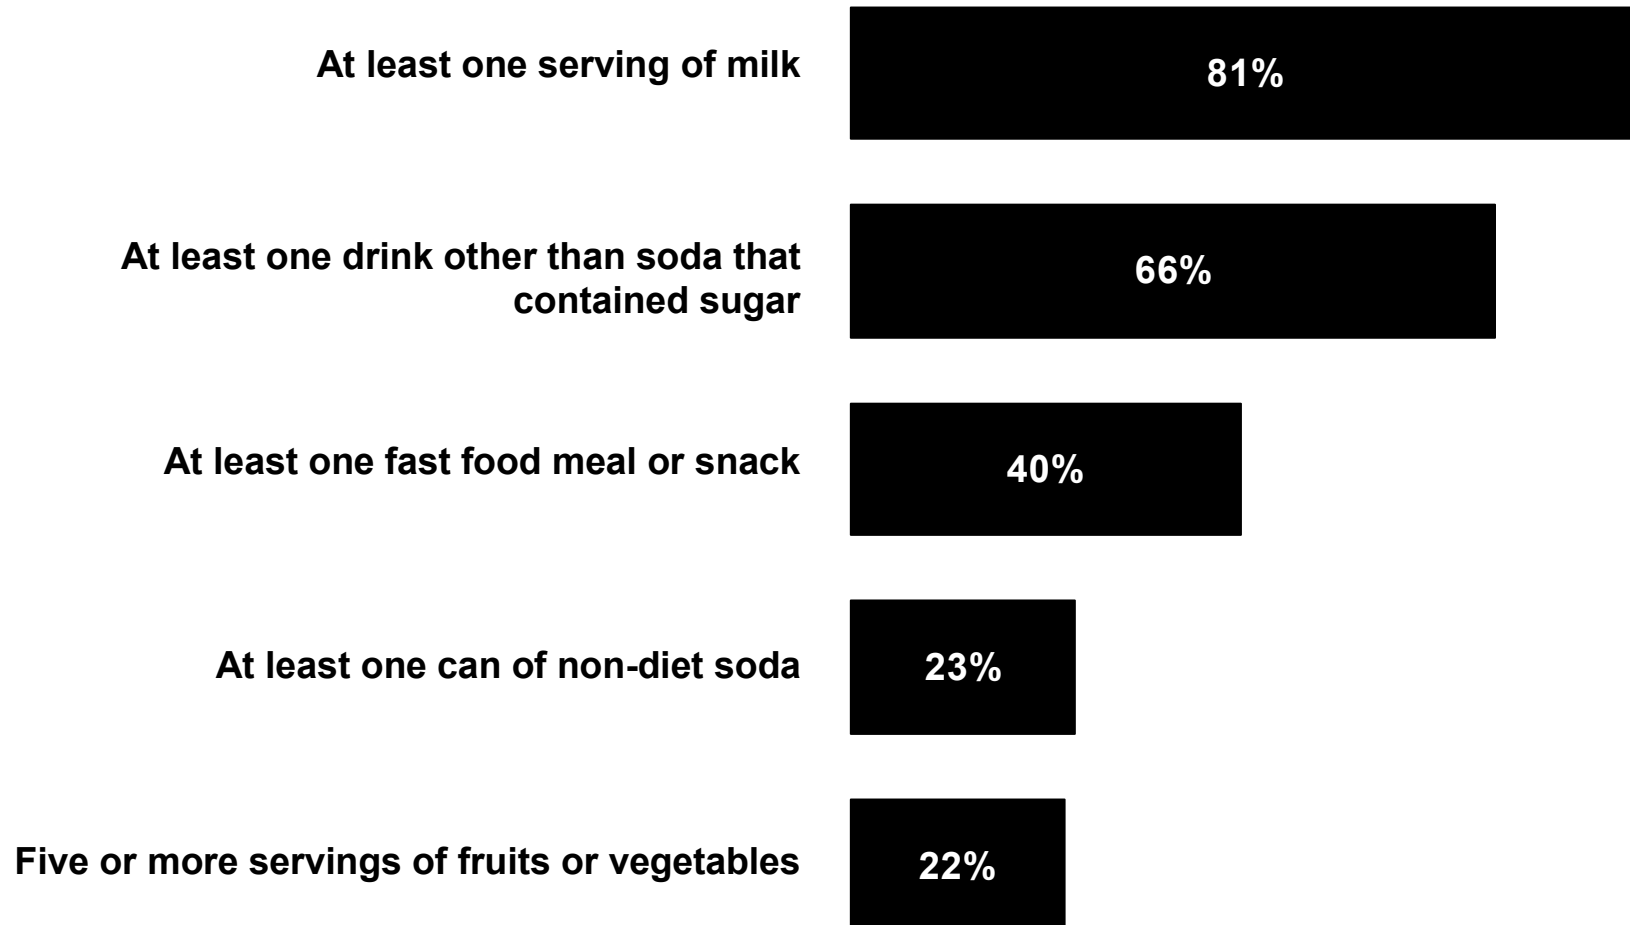 At least one serving of milk
81%
At least one drink other than soda that
contained sugar
66%
At least one fast food meal or snack
40%
At least one can of non-diet soda
23%
Five or more servings of fruits or vegetables
22%